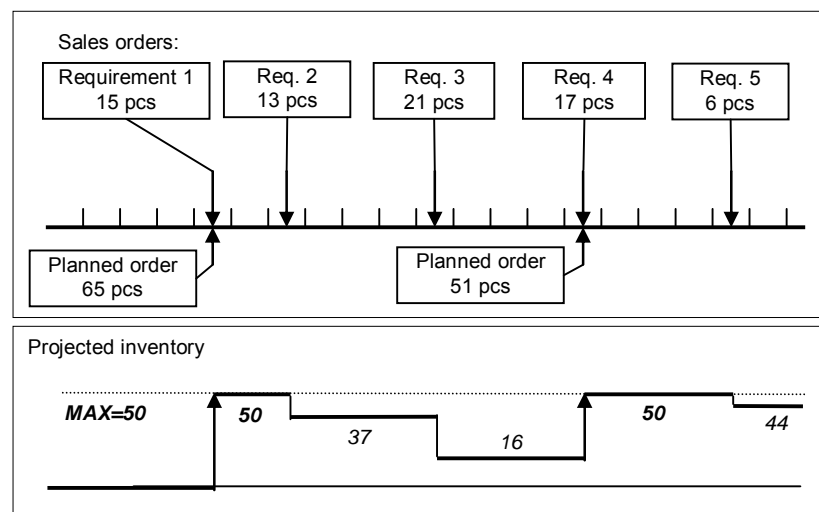 Sales orders:
Requirement 1
15 pcs
Req. 2
13 pcs
Req. 3
21 pcs
Req. 4
17 pcs
Req. 5
6 pcs
Planned order
65 pcs
Planned order
51 pcs
Projected inventory
MAX=50
50
37
16
50
44